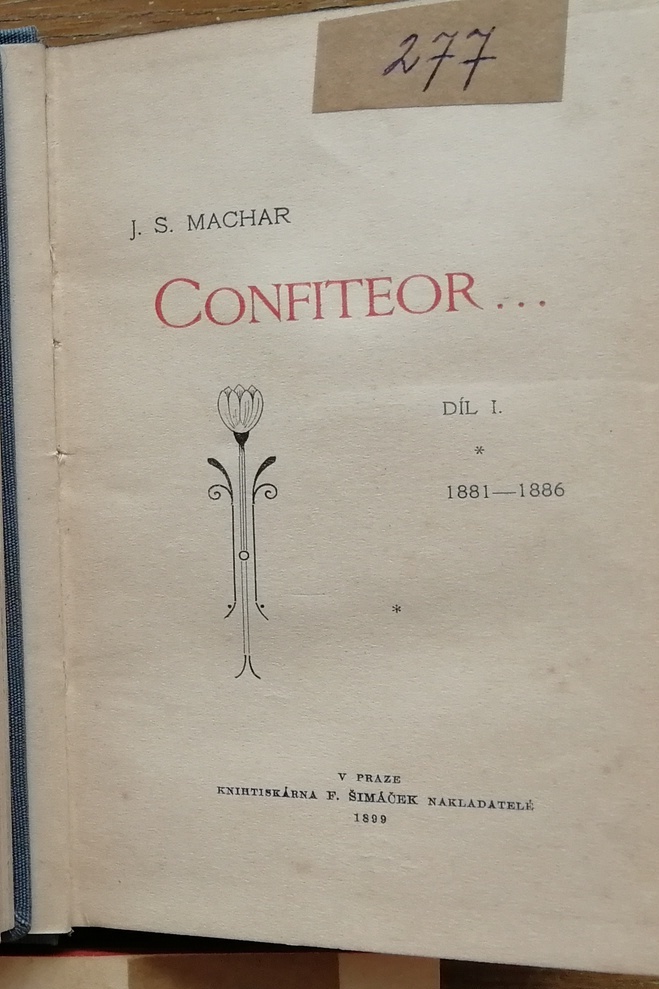 277
J. S. MACHAR
CONFITEOR...
DÍL I.
*
1881—1886
*
V PRAZE
KNIHTISKÁRNA F. ŠIMÁČEK NAKLADATELÉ
1899